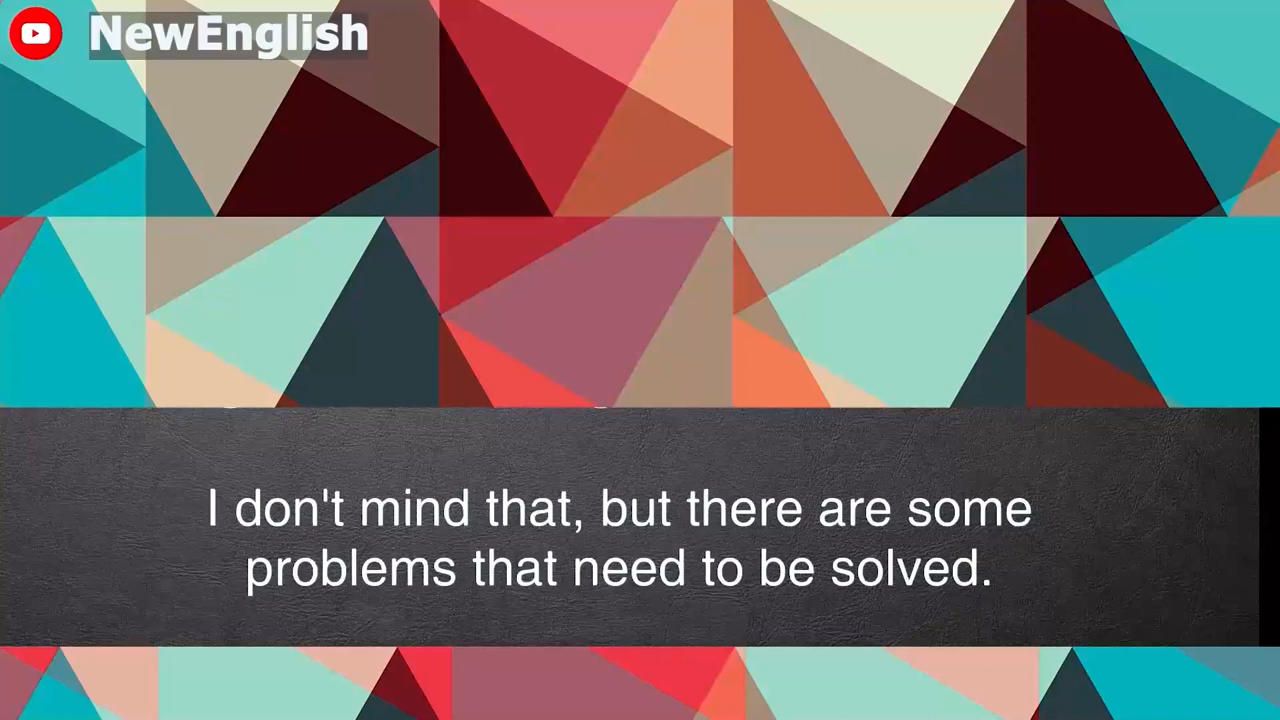 NewEnglish
I don't mind that, but there are some
problems that need to be solved.